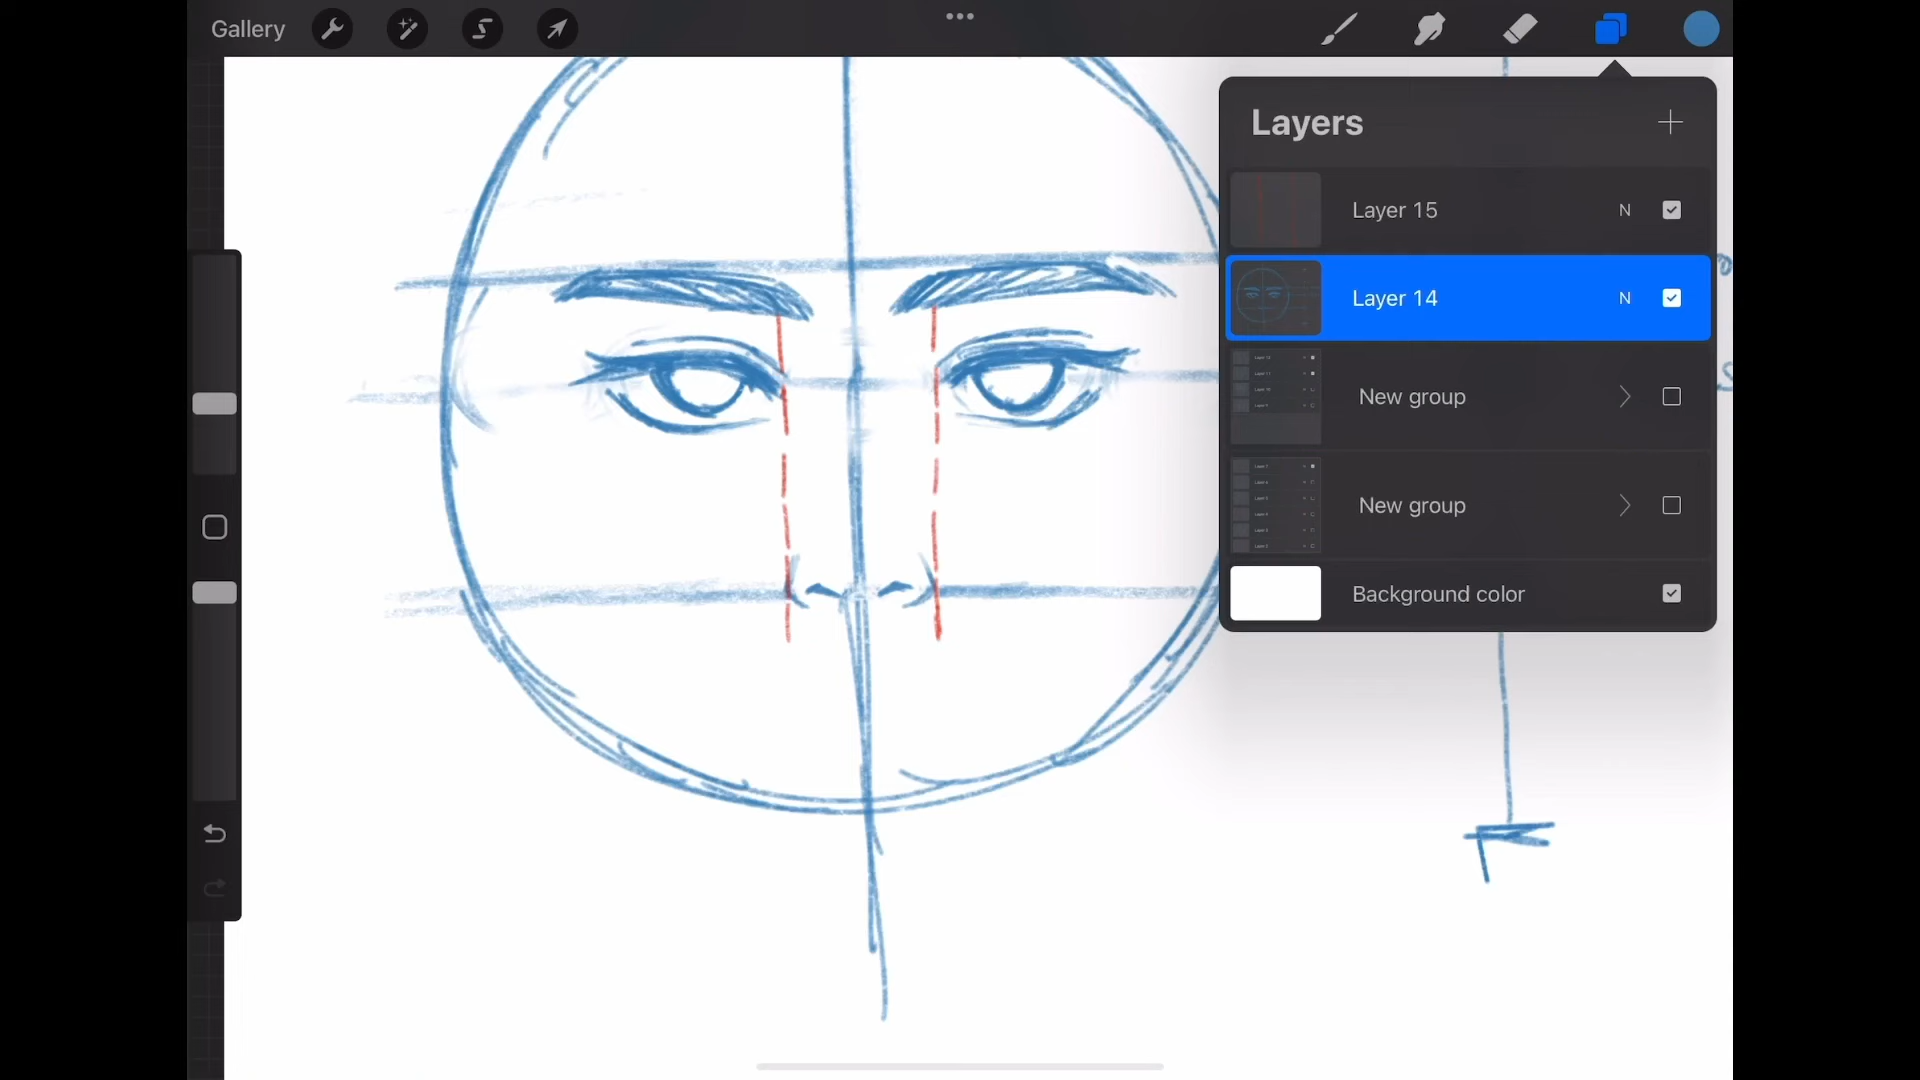 Gallery
Layers
Layer 15 N
Layer 14 N
New group
New group
Background color